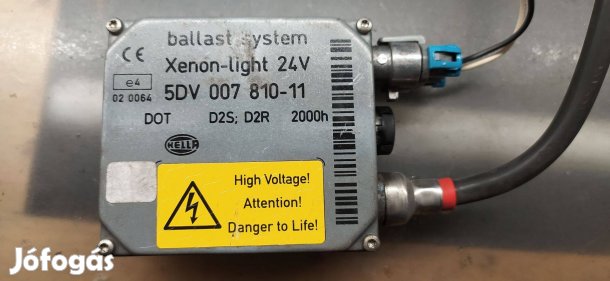 ballast system
CE
Xenon-light 24V
e4
02 0064
5DV 007 810-11
DOT D2S; D2R 2000h
HELLA
High Voltage!
Attention!
Danger to Life!
Jófogás